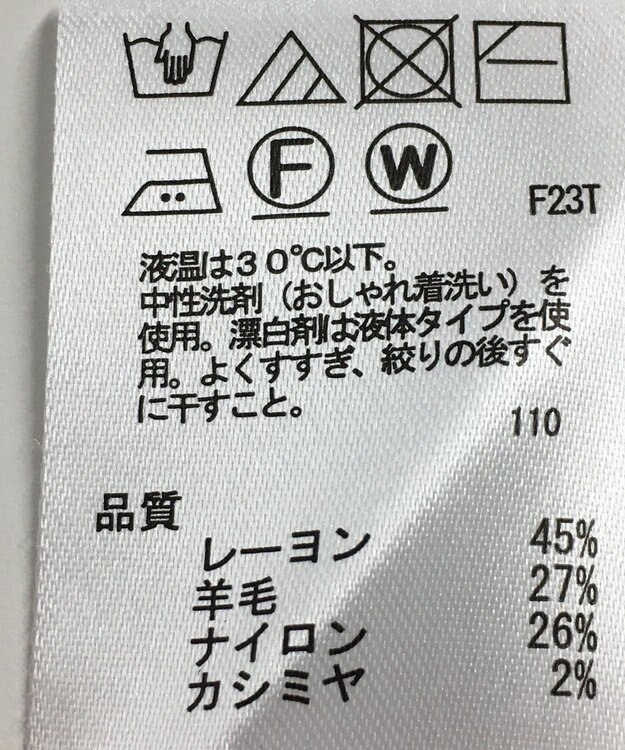 F
W
F23T
液温は30℃以下。
中性洗剤（おしゃれ着洗い）を
使用。漂白剤は液体タイプを使
用。よくすすぎ、絞りの後すぐ
に干すこと。
110
品質
レーヨン 45%
羊毛 27%
ナイロン 26%
カシミヤ 2%